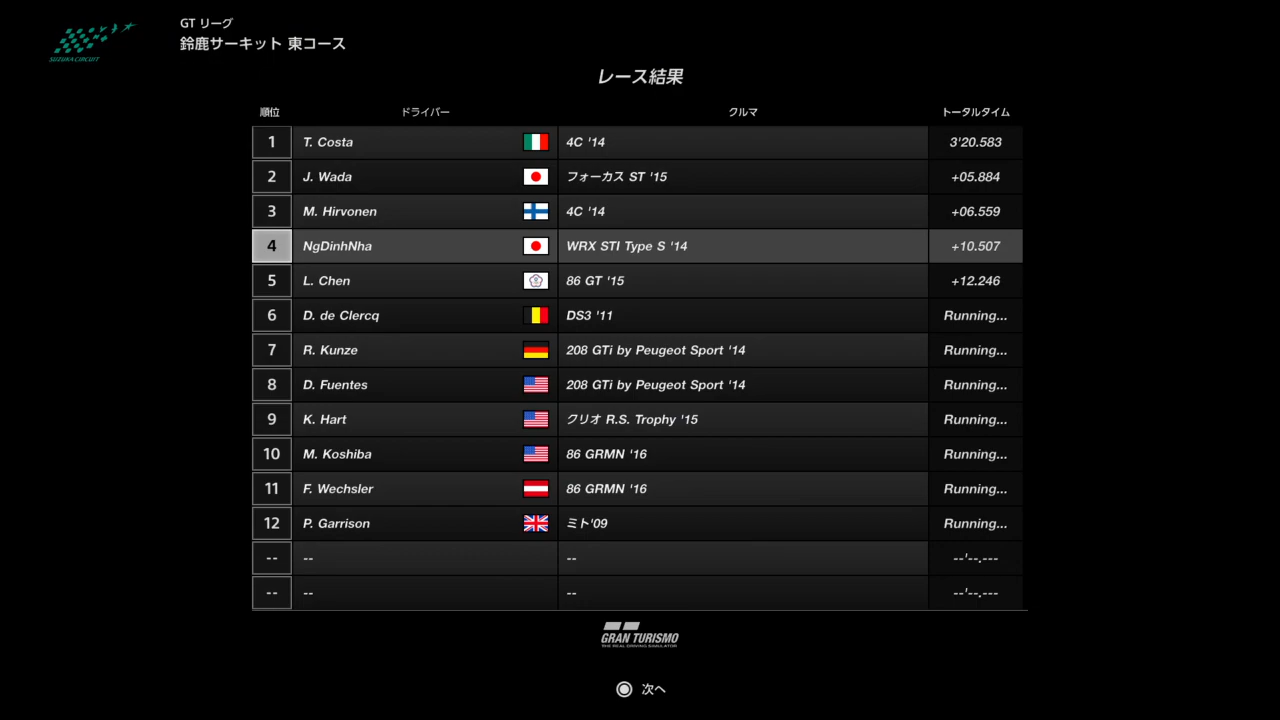 GT リーグ
鈴鹿サーキット 東コース
SUZUKA CIRCUIT
レース結果
順位 ドライバー クルマ トータルタイム
1 T. Costa 4C '14 3'20.583
2 J. Wada フォーカス ST '15 +05.884
3 M. Hirvonen 4C '14 +06.559
4 NgDinhNha WRX STI Type S '14 +10.507
5 L. Chen 86 GT '15 +12.246
6 D. de Clercq DS3 '11 Running...
7 R. Kunze 208 GTi by Peugeot Sport '14 Running...
8 D. Fuentes 208 GTi by Peugeot Sport '14 Running...
9 K. Hart クリオ R.S. Trophy '15 Running...
10 M. Koshiba 86 GRMN '16 Running...
11 F. Wechsler 86 GRMN '16 Running...
12 P. Garrison ミト'09 Running...
-- -- -- --'--.---
-- -- -- --'--.---
GRAN TURISMO
THE REAL DRIVING SIMULATOR
次へ